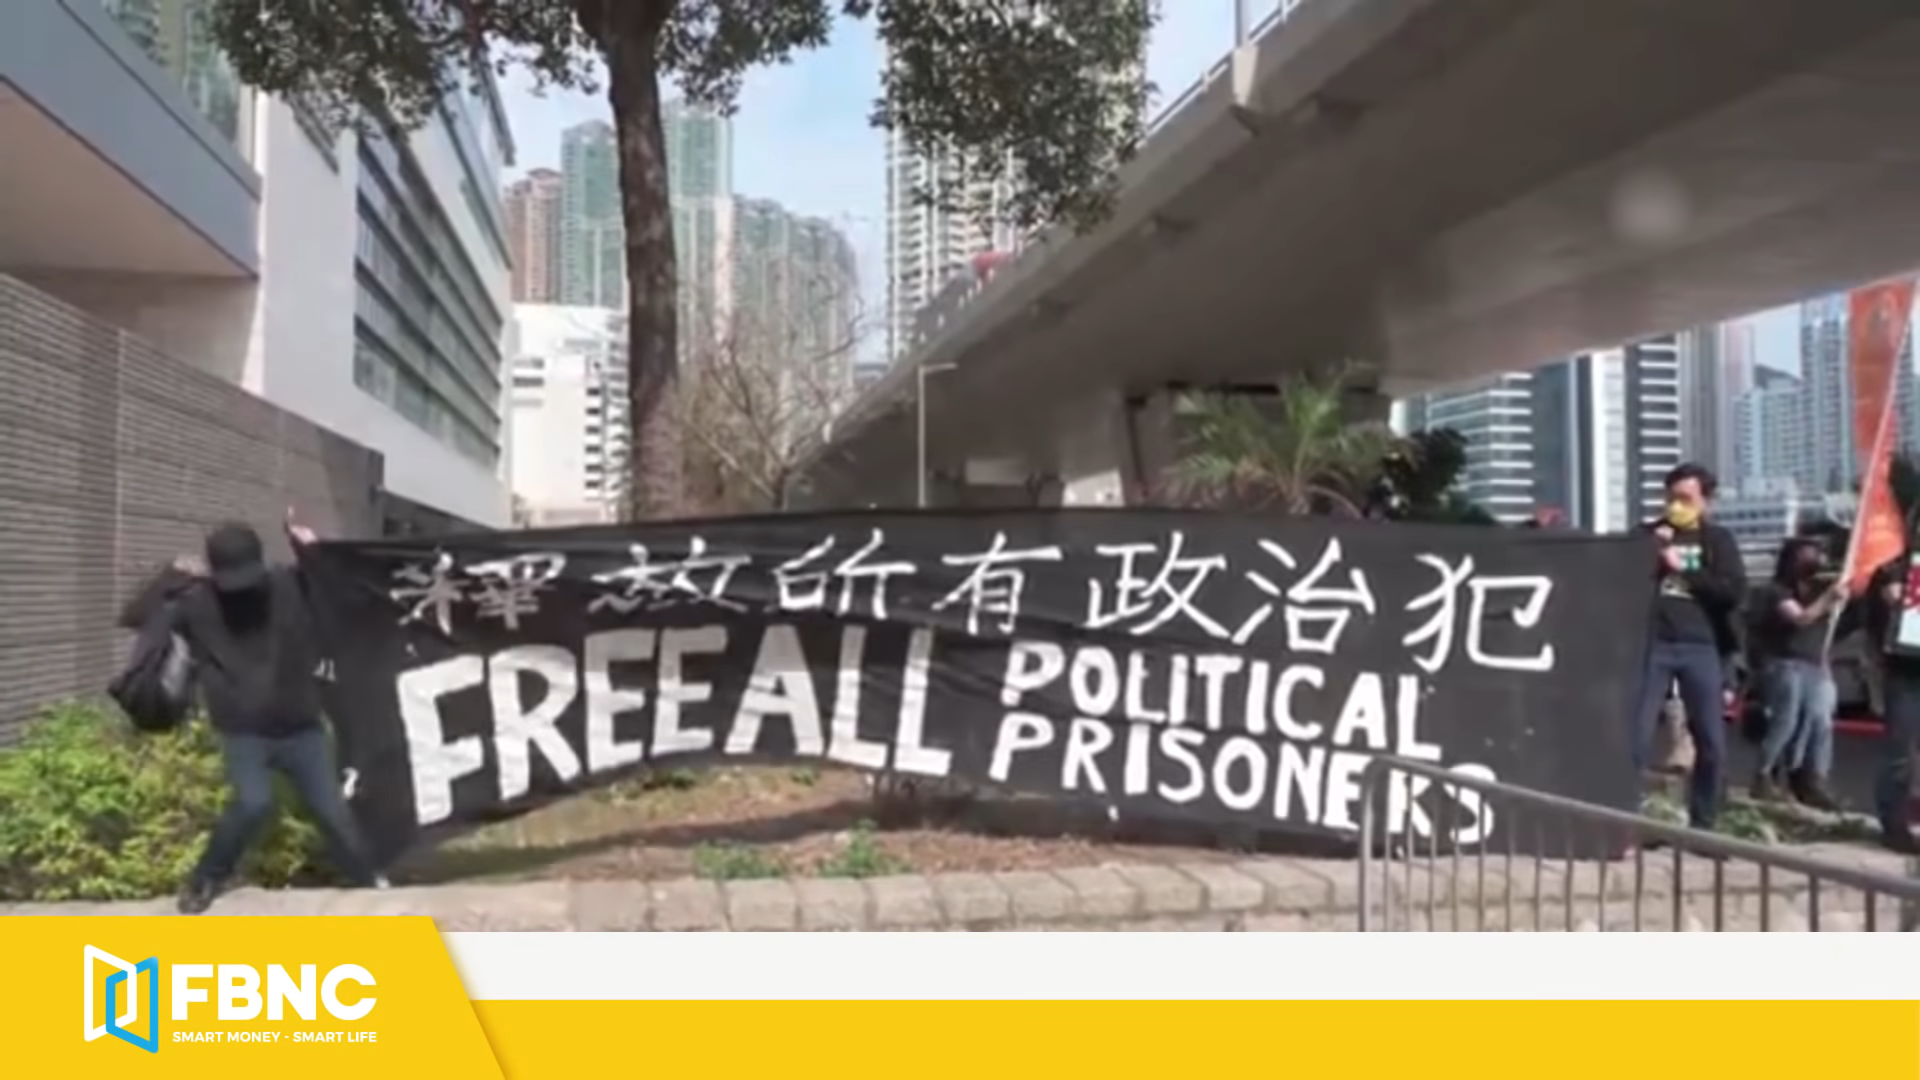 釋放所有政治犯
FREE ALL POLITICAL
PRISONERS
FBNC
SMART MONEY - SMART LIFE